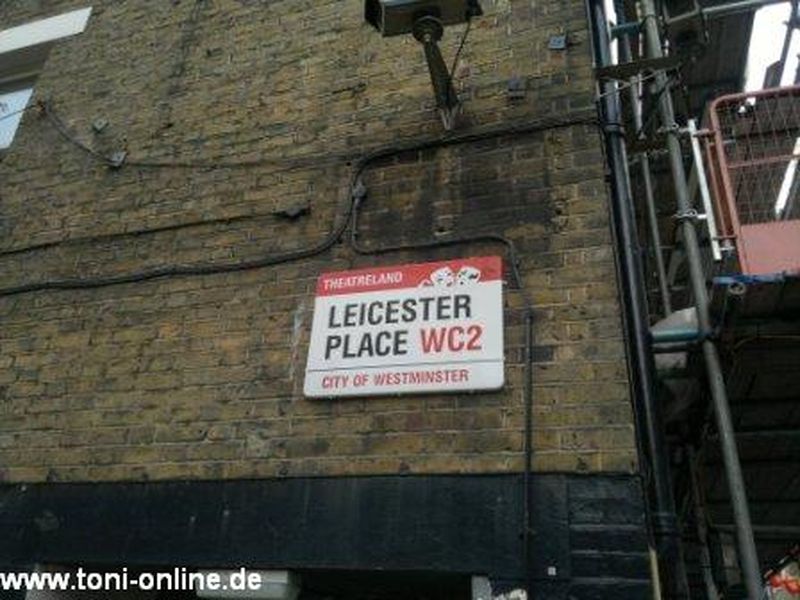 THEATRELAND
LEICESTER
PLACE WC2
CITY OF WESTMINSTER
www.toni-online.de